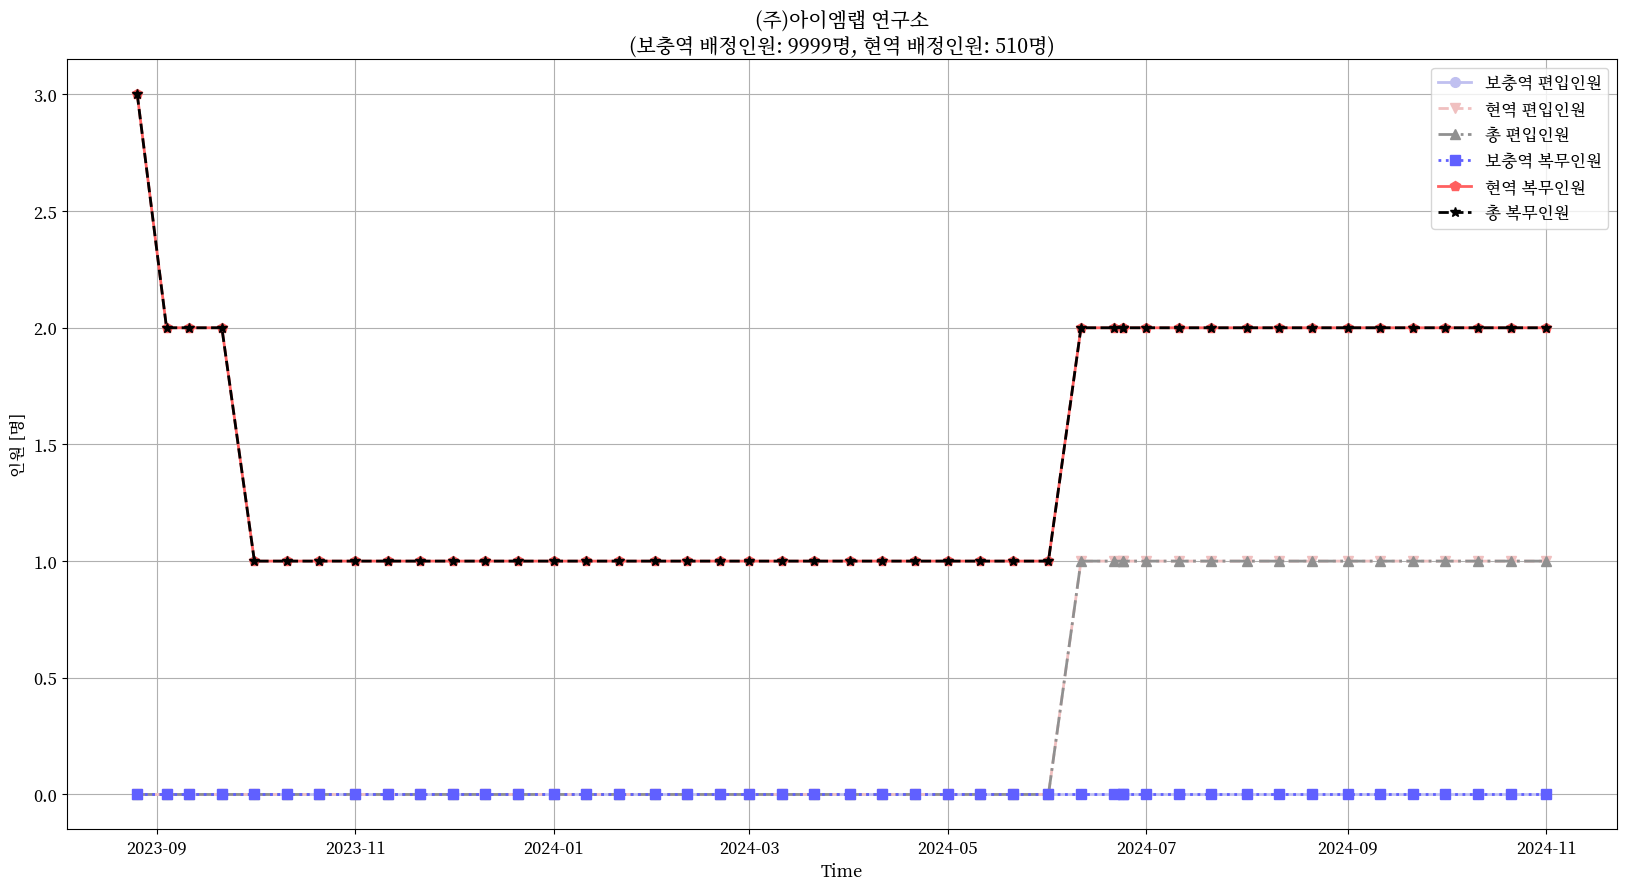 (주)아이엠랩 연구소
(보충역 배정인원: 9999명, 현역 배정인원: 510명)
보충역 편입인원
현역 편입인원
총 편입인원
보충역 복무인원
현역 복무인원
총 복무인원
3.0
2.5
2.0
1.5
1.0
0.5
0.0
인원 [명]
2023-09 2023-11 2024-01 2024-03 2024-05 2024-07 2024-09 2024-11
Time